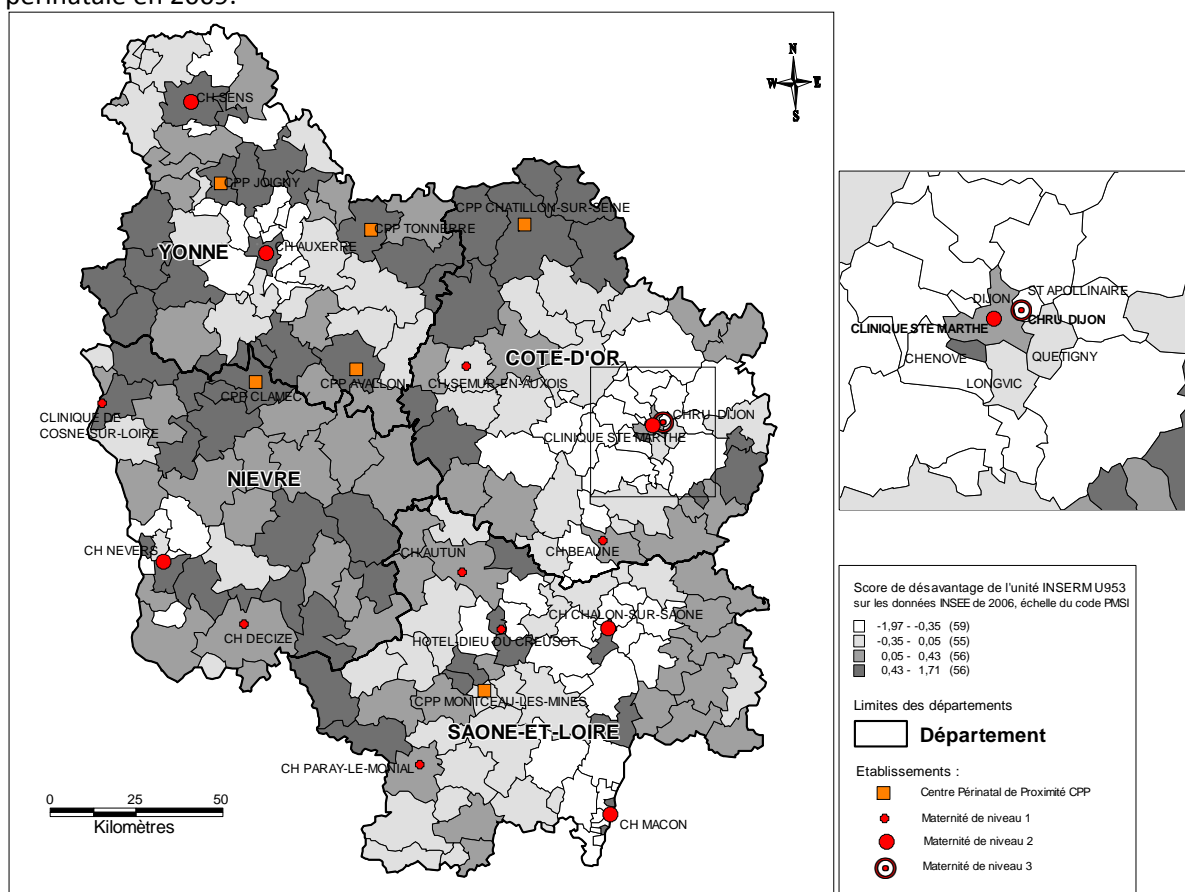 périnatale en 2009.
N
W E
S
CH SENS
CPP JOIGNY
CPP CHATILLON-SUR-SEINE
CPP TONNERRE
YONNE
CH AUXERRE
COTE-D'OR
CPP AVALLON
CH SEMUR-EN-AUXOIS
CPP CLAMEC
CLINIQUE DE
COSNE-SUR-LOIRE
CHRU DIJON
CLINIQUE STE MARTHE
NIEVRE
CH NEVERS
CH AUTUN
CH BEAUNE
CH CHALON-SUR-SAONE
CH DECIZE
HOTEL-DIEU DU CREUSOT
CPP MONTCEAU-LES-MINES
SAONE-ET-LOIRE
CH PARAY-LE-MONIAL
CH MACON
0 25 50
Kilomètres
DIJON
ST APOLLINAIRE
CLINIQUE STE MARTHE
CHRU DIJON
CHENOVE
QUETIGNY
LONGVIC
Score de désavantage de l'unité INSERM U953
sur les données INSEE de 2006, échelle du code PMSI
-1,97 - -0,35 (59)
-0,35 - 0,05 (55)
0,05 - 0,43 (56)
0,43 - 1,71 (56)
Limites des départements
Département
Etablissements :
Centre Périnatal de Proximité CPP
Maternité de niveau 1
Maternité de niveau 2
Maternité de niveau 3